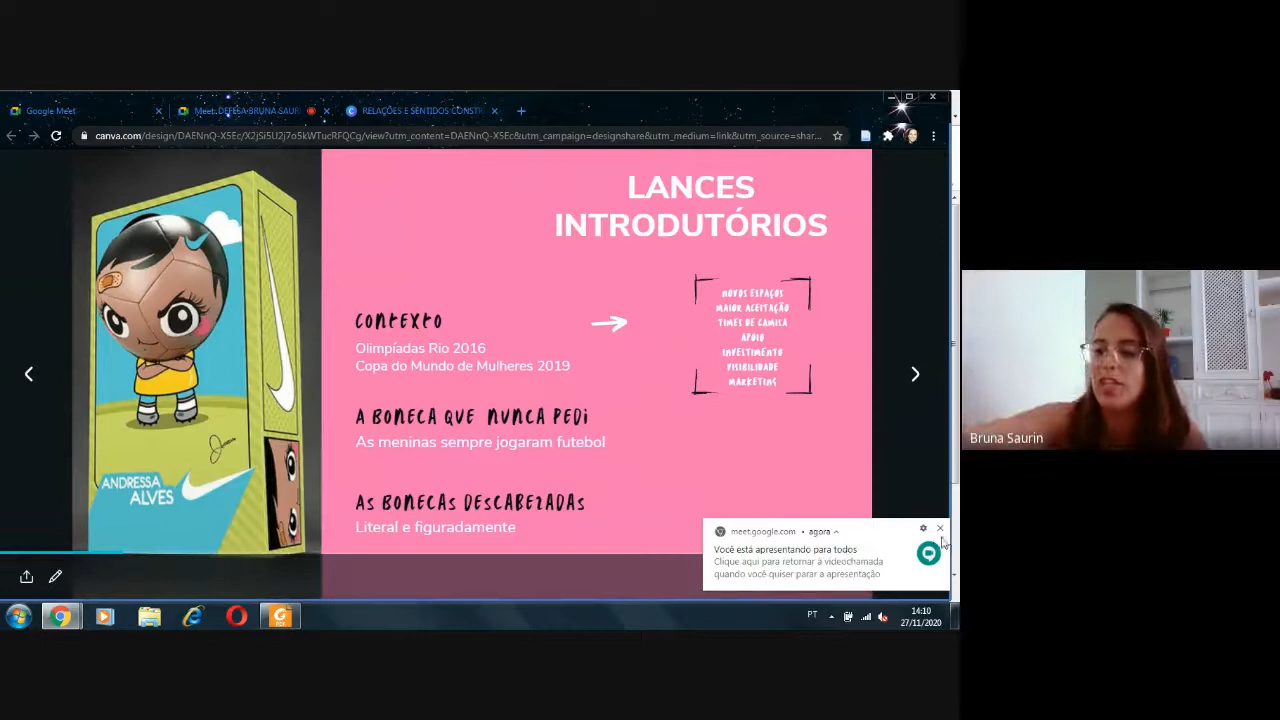 Google Meet
Meet: DEFESA BRUNA SAUR
RELAÇÕES E SENTIDOS CONSTR
canva.com/design/DAENnQ-X5Ec/X2jSi5U2j7o5kWTucRFQCg/view?utm_content=DAENnQ-X5Ec&utm_campaign=designshare&utm_medium=link&utm_source=shar...
LANCES
INTRODUTÓRIOS
CONTEXTO
Olimpíadas Rio 2016
Copa do Mundo de Mulheres 2019
NOVOS ESPAÇOS
MAIOR ACEITAÇÃO
TIMES DE CAMISA
APOIO
INVESTIMENTO
VISIBILIDADE
MARKETING
A BONECA QUE NUNCA PEDI
As meninas sempre jogaram futebol
AS BONECAS DESCABEZADAS
Literal e figuradamente
ANDRESSA
ALVES
Bruna Saurin
meet.google.com • agora
Você está apresentando para todos
Clique aqui para retornar à videochamada
quando você quiser parar a apresentação
PT
14:10
27/11/2020